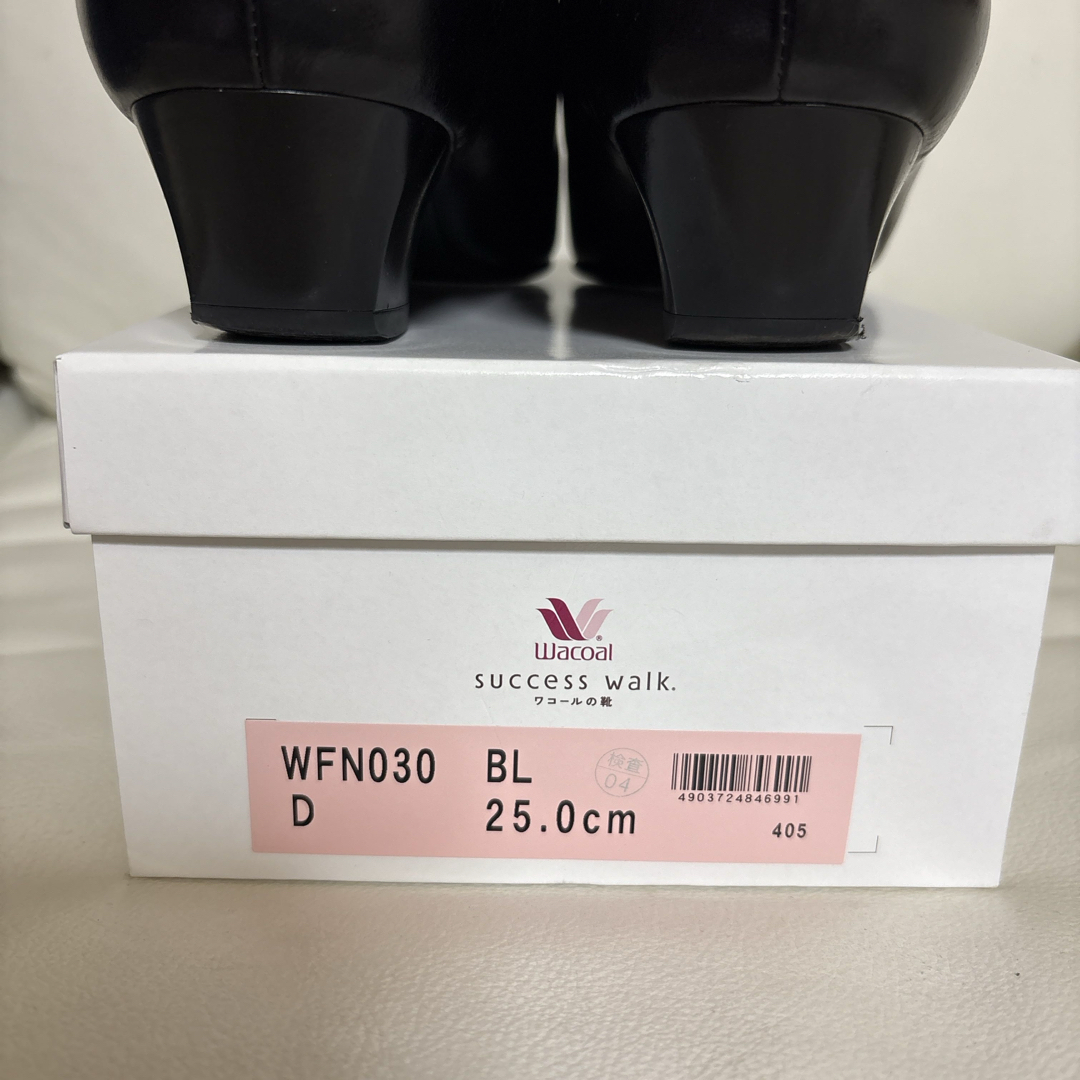 Wacoal®
success walk.
ワコールの靴
WFN030 BL
D 25.0cm
検査
04
4903724846991
405